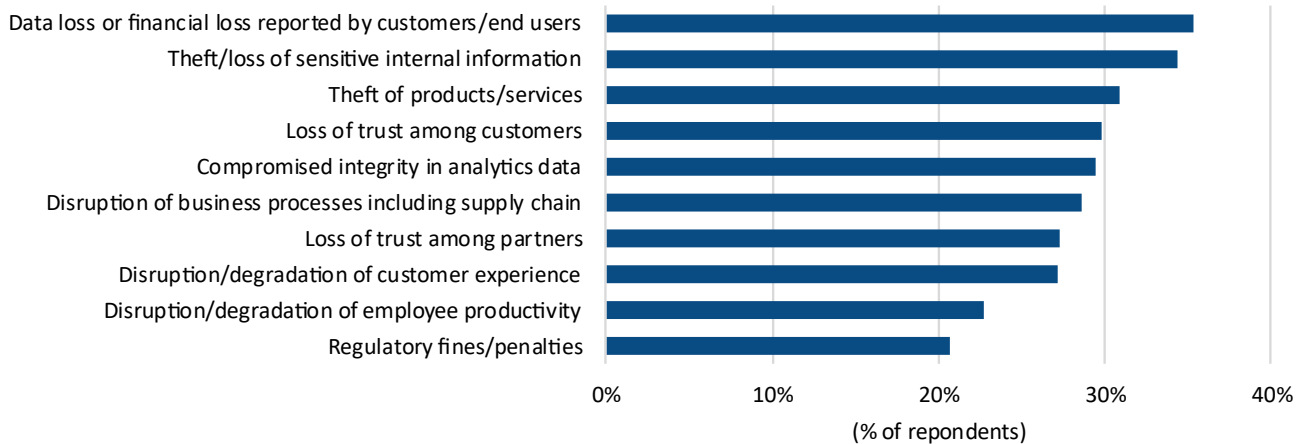 Data loss or financial loss reported by customers/end users
Theft/loss of sensitive internal information
Theft of products/services
Loss of trust among customers
Compromised integrity in analytics data
Disruption of business processes including supply chain
Loss of trust among partners
Disruption/degradation of customer experience
Disruption/degradation of employee productivity
Regulatory fines/penalties
0% 10% 20% 30% 40%
(% of repondents)